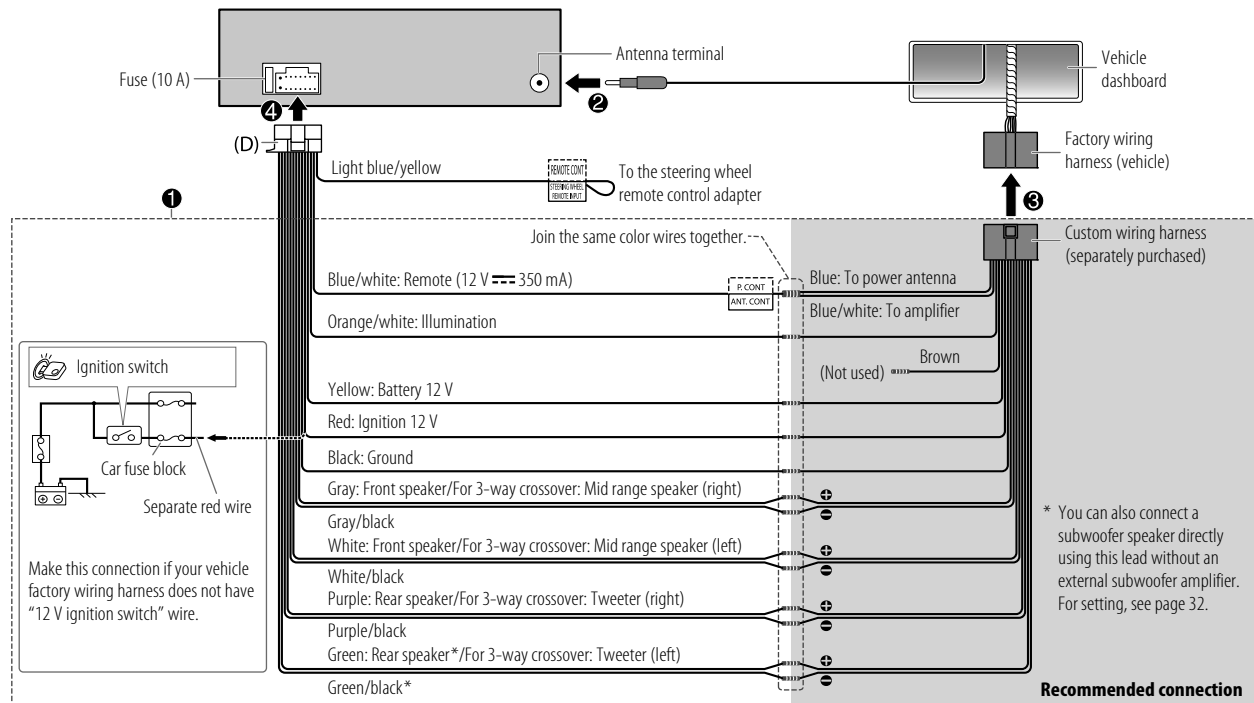 Fuse (10 A)
Antenna terminal
Vehicle
dashboard
❷
❹
(D)
Factory wiring
harness (vehicle)
Light blue/yellow
REMOTE CONT
STEERING WHEEL
REMOTE INPUT
To the steering wheel
remote control adapter
❶
❸
Join the same color wires together.
Custom wiring harness
(separately purchased)
Blue/white: Remote (12 V ⎓ 350 mA)
P. CONT
ANT. CONT
Blue: To power antenna
Blue/white: To amplifier
Orange/white: Illumination
Ignition switch
Brown
(Not used)
Yellow: Battery 12 V
Red: Ignition 12 V
Car fuse block
Black: Ground
Separate red wire
Gray: Front speaker/For 3-way crossover: Mid range speaker (right)
Gray/black
White: Front speaker/For 3-way crossover: Mid range speaker (left)
White/black
Purple: Rear speaker/For 3-way crossover: Tweeter (right)
Purple/black
Green: Rear speaker*/For 3-way crossover: Tweeter (left)
Green/black*
Make this connection if your vehicle
factory wiring harness does not have
“12 V ignition switch” wire.
* You can also connect a
subwoofer speaker directly
using this lead without an
external subwoofer amplifier.
For setting, see page 32.
Recommended connection